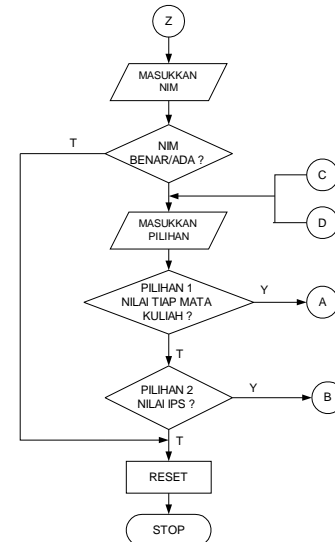 Z
MASUKKAN
NIM
T
NIM
BENAR/ADA ?
C
D
MASUKKAN
PILIHAN
PILIHAN 1
NILAI TIAP MATA
KULIAH ?
Y
A
T
PILIHAN 2
NILAI IPS ?
Y
B
T
RESET
STOP